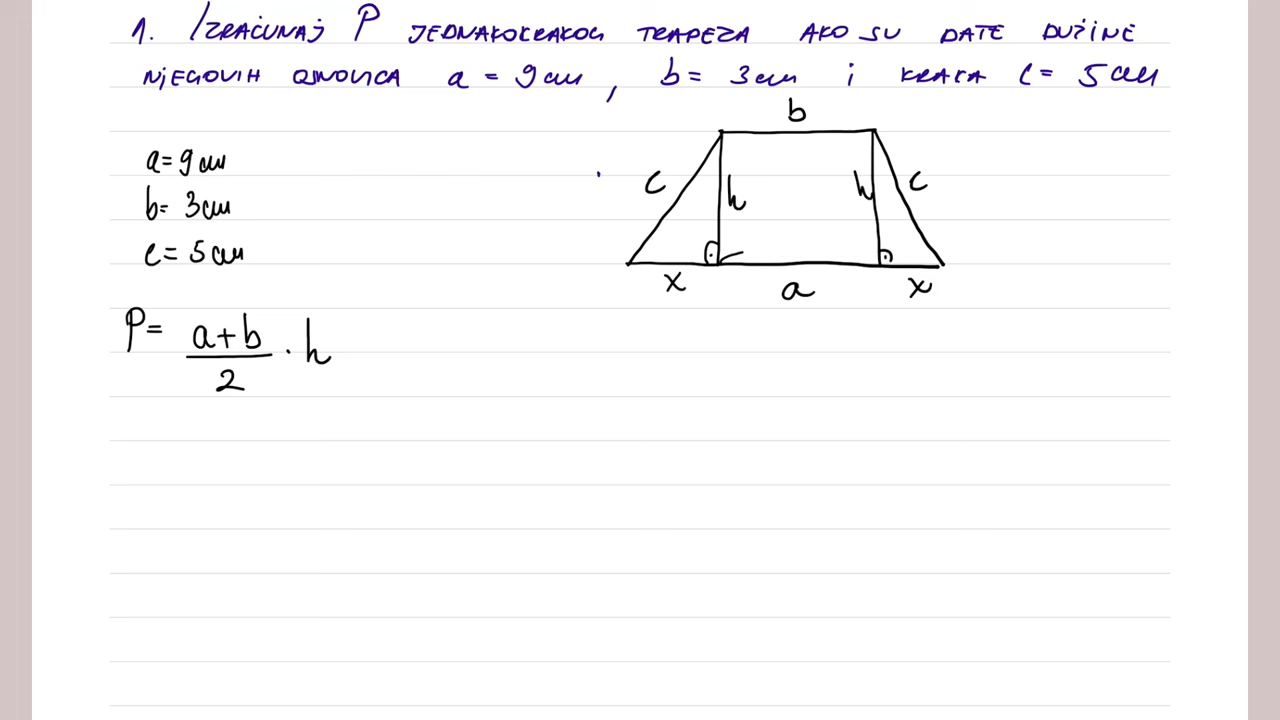 1. IZRAČUNAJ P JEDNAKOKRAKOG TRAPEZA AKO SU DATE DUŽINE
NJEGOVIH OSNOVICA a = 9cm, b = 3cm i KRAKA c = 5cm
b
a = 9cm
c h h c
b = 3cm
c = 5cm
x a x
P = a+b/2 · h